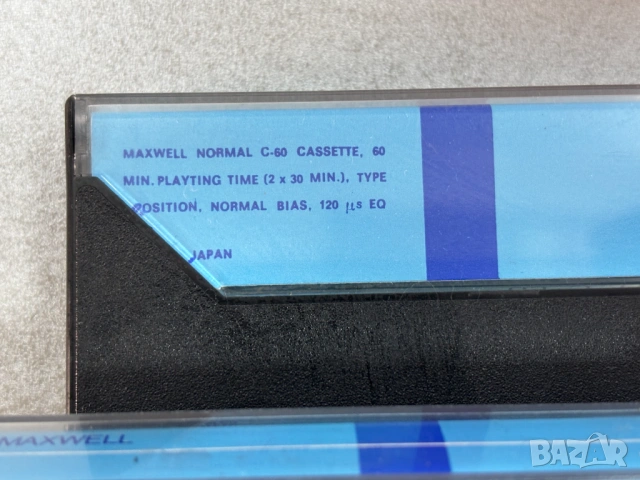 MAXWELL NORMAL C-60 CASSETTE, 60
MIN. PLAYTING TIME (2 x 30 MIN.), TYPE
POSITION, NORMAL BIAS, 120 µs EQ
JAPAN
MAXWELL
BAZAR
bg